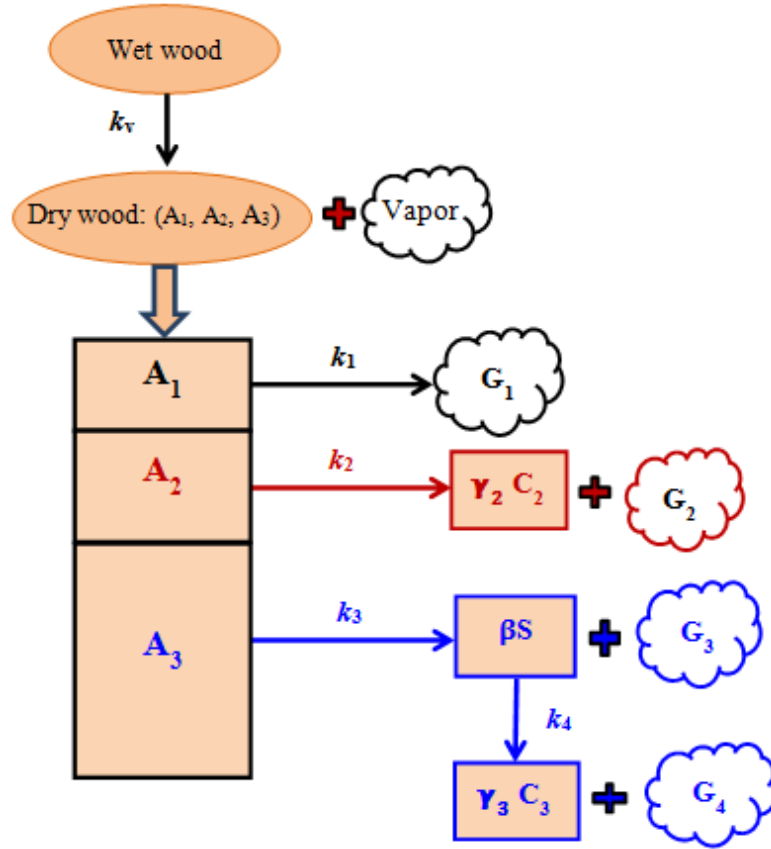 Wet wood
kᵥ
Dry wood: (A₁, A₂, A₃)
Vapor
A₁
k₁
G₁
A₂
k₂
γ₂ C₂
G₂
A₃
k₃
βS
G₃
k₄
γ₃ C₃
G₄